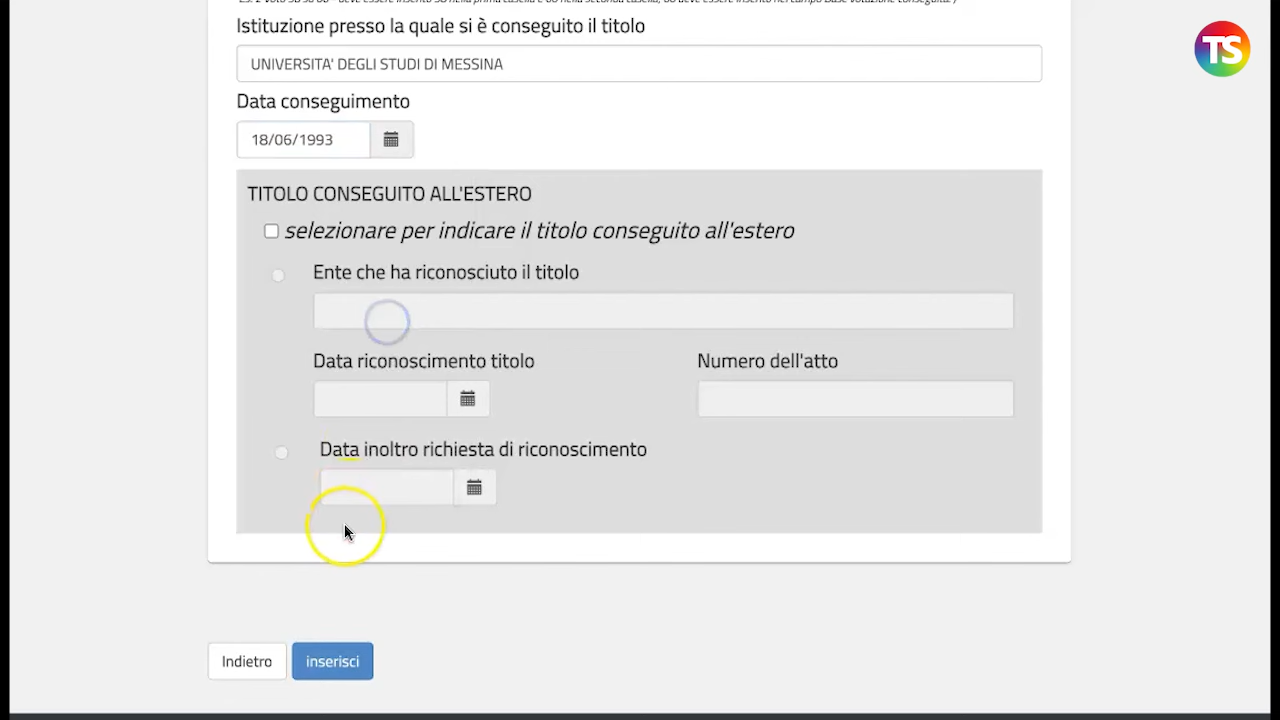 Istituzione presso la quale si è conseguito il titolo
UNIVERSITA' DEGLI STUDI DI MESSINA
Data conseguimento
18/06/1993
TITOLO CONSEGUITO ALL'ESTERO
selezionare per indicare il titolo conseguito all'estero
Ente che ha riconosciuto il titolo
Data riconoscimento titolo
Numero dell'atto
Data inoltro richiesta di riconoscimento
Indietro
inserisci
TS